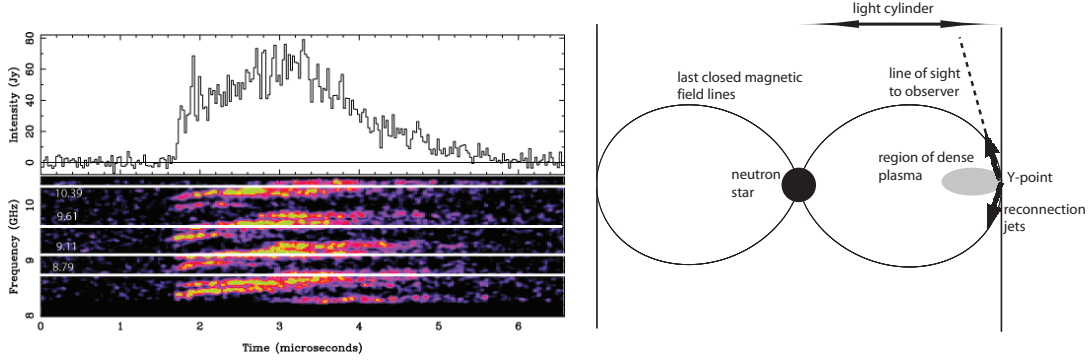 Intensity (Jy)
80
60
40
20
0
Frequency (GHz)
10
9
8
10.39
9.61
9.11
8.79
0
1
2
3
4
5
6
Time (microseconds)
light cylinder
last closed magnetic
field lines
line of sight
to observer
neutron
star
region of dense
plasma
Y-point
reconnection
jets